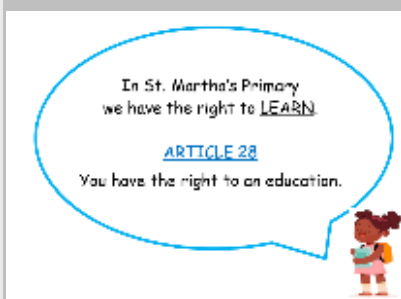 In St. Martha's Primary
we have the right to LEARN.
ARTICLE 28
You have the right to an education.